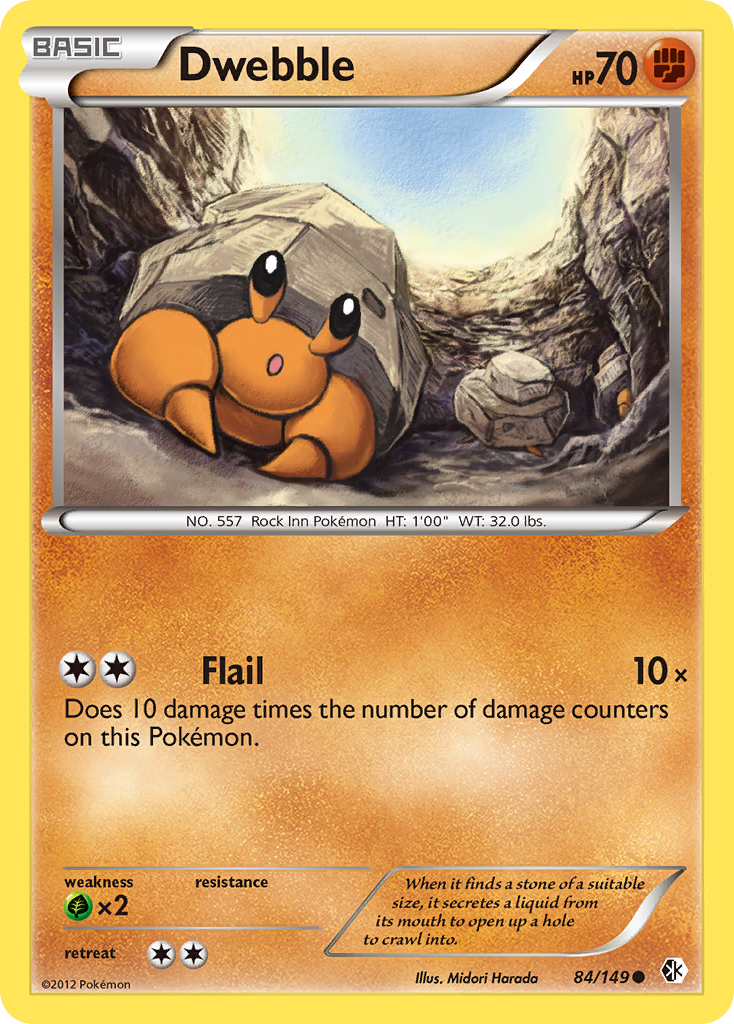 BASIC
Dwebble
HP70
NO. 557 Rock Inn Pokémon HT: 1'00" WT: 32.0 lbs.
Flail 10×
Does 10 damage times the number of damage counters
on this Pokémon.
weakness resistance
×2
When it finds a stone of a suitable
size, it secretes a liquid from
its mouth to open up a hole
to crawl into.
retreat
©2012 Pokémon
Illus. Midori Harada 84/149